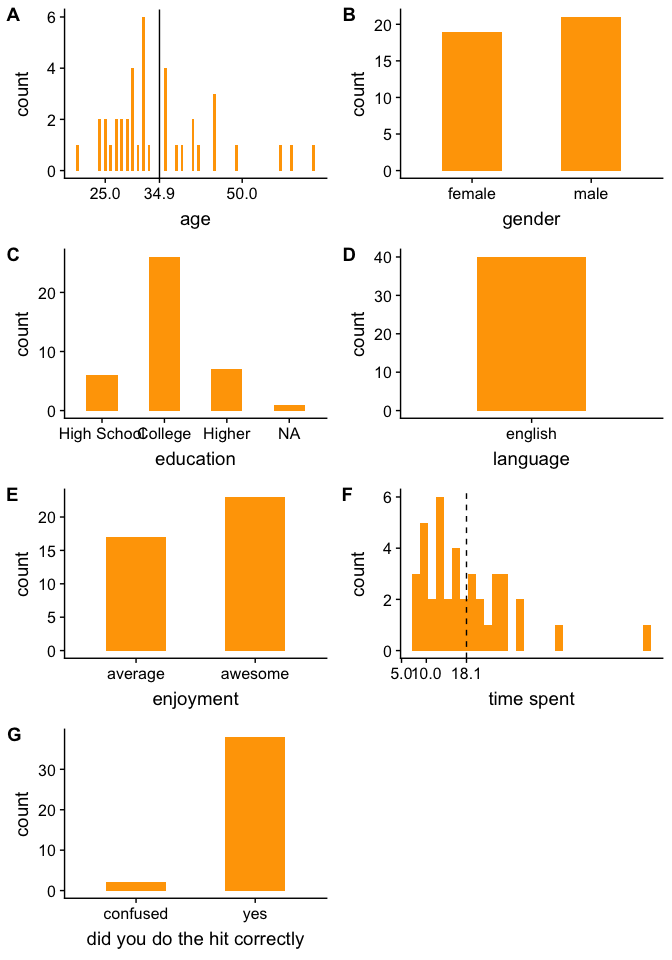 A
B
6
4
2
0
count
25.0 34.9 50.0
age
20
15
10
5
0
count
female male
gender
C
D
20
10
0
count
High School College Higher NA
education
40
30
20
10
0
count
english
language
E
F
20
15
10
5
0
count
average awesome
enjoyment
6
4
2
0
count
5.0 10.0 18.1
time spent
G
30
20
10
0
count
confused yes
did you do the hit correctly